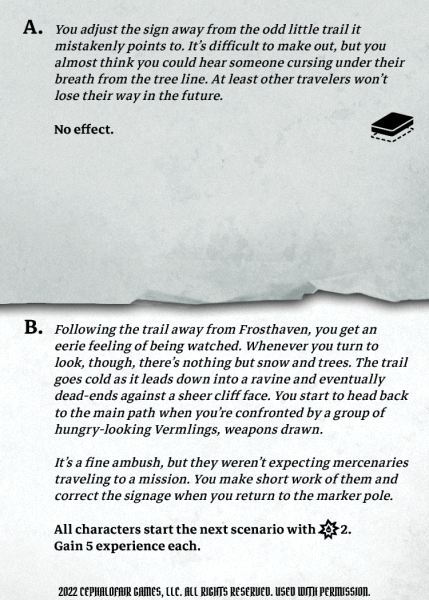 A. You adjust the sign away from the odd little trail it
mistakenly points to. It's difficult to make out, but you
almost think you could hear someone cursing under their
breath from the tree line. At least other travelers won't
lose their way in the future.
No effect.
B. Following the trail away from Frosthaven, you get an
eerie feeling of being watched. Whenever you turn to
look, though, there's nothing but snow and trees. The trail
goes cold as it leads down into a ravine and eventually
dead-ends against a sheer cliff face. You start to head back
to the main path when you're confronted by a group of
hungry-looking Vermlings, weapons drawn.
It's a fine ambush, but they weren't expecting mercenaries
traveling to a mission. You make short work of them and
correct the signage when you return to the marker pole.
All characters start the next scenario with 2.
Gain 5 experience each.
2022 CEPHALOFAIR GAMES, LLC. ALL RIGHTS RESERVED. USED WITH PERMISSION.